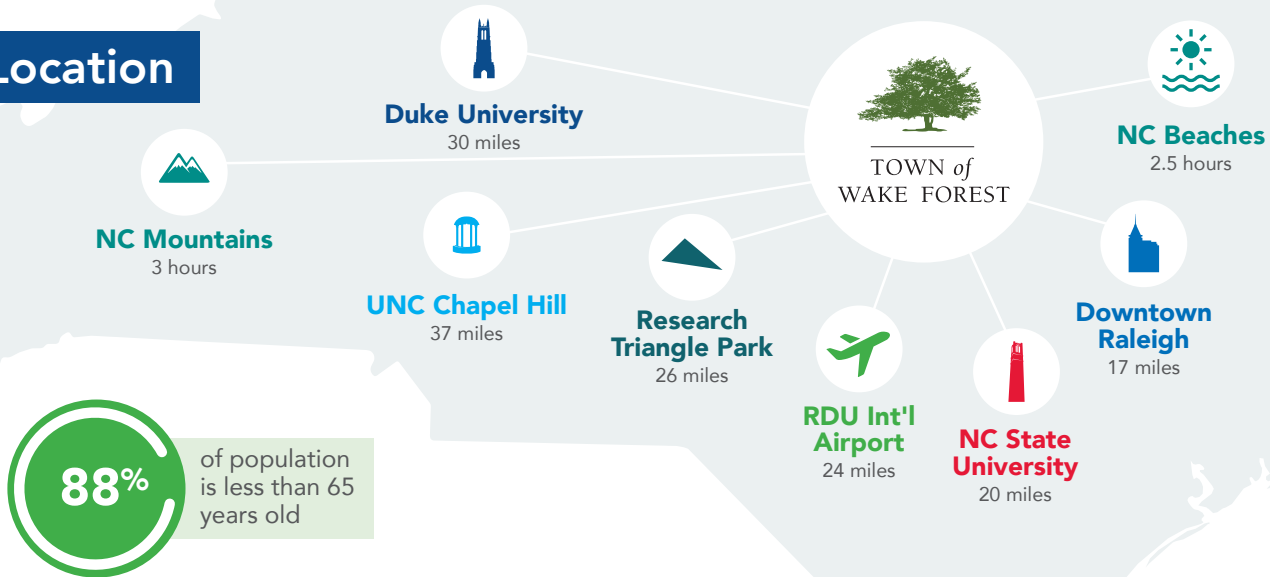 Location
Duke University
30 miles
NC Mountains
3 hours
UNC Chapel Hill
37 miles
Research
Triangle Park
26 miles
TOWN of
WAKE FOREST
RDU Int'l
Airport
24 miles
NC State
University
20 miles
Downtown
Raleigh
17 miles
NC Beaches
2.5 hours
88%
of population
is less than 65
years old